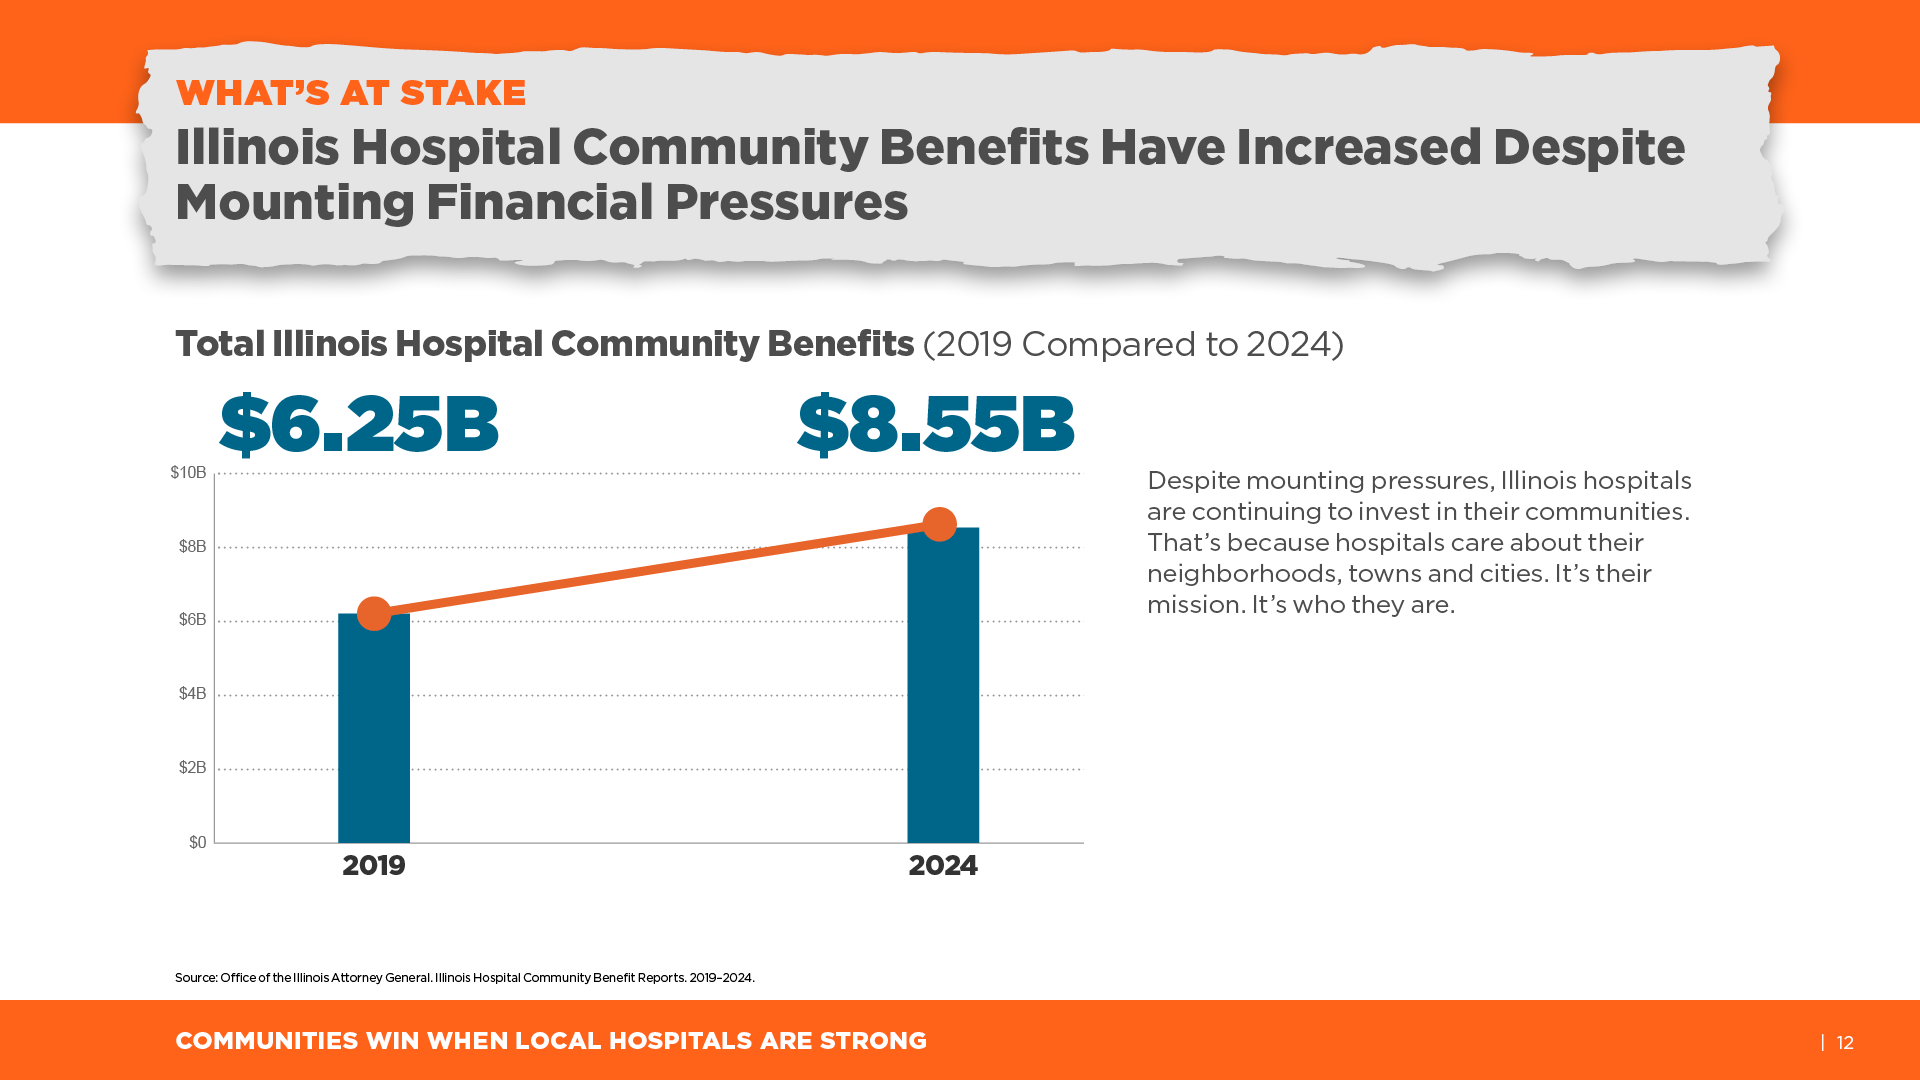 WHAT’S AT STAKE
Illinois Hospital Community Benefits Have Increased Despite
Mounting Financial Pressures
Total Illinois Hospital Community Benefits (2019 Compared to 2024)
$6.25B
$8.55B
$10B
$8B
$6B
$4B
$2B
$0
2019
2024
Despite mounting pressures, Illinois hospitals
are continuing to invest in their communities.
That’s because hospitals care about their
neighborhoods, towns and cities. It’s their
mission. It’s who they are.
Source: Office of the Illinois Attorney General. Illinois Hospital Community Benefit Reports. 2019–2024.
COMMUNITIES WIN WHEN LOCAL HOSPITALS ARE STRONG
| 12